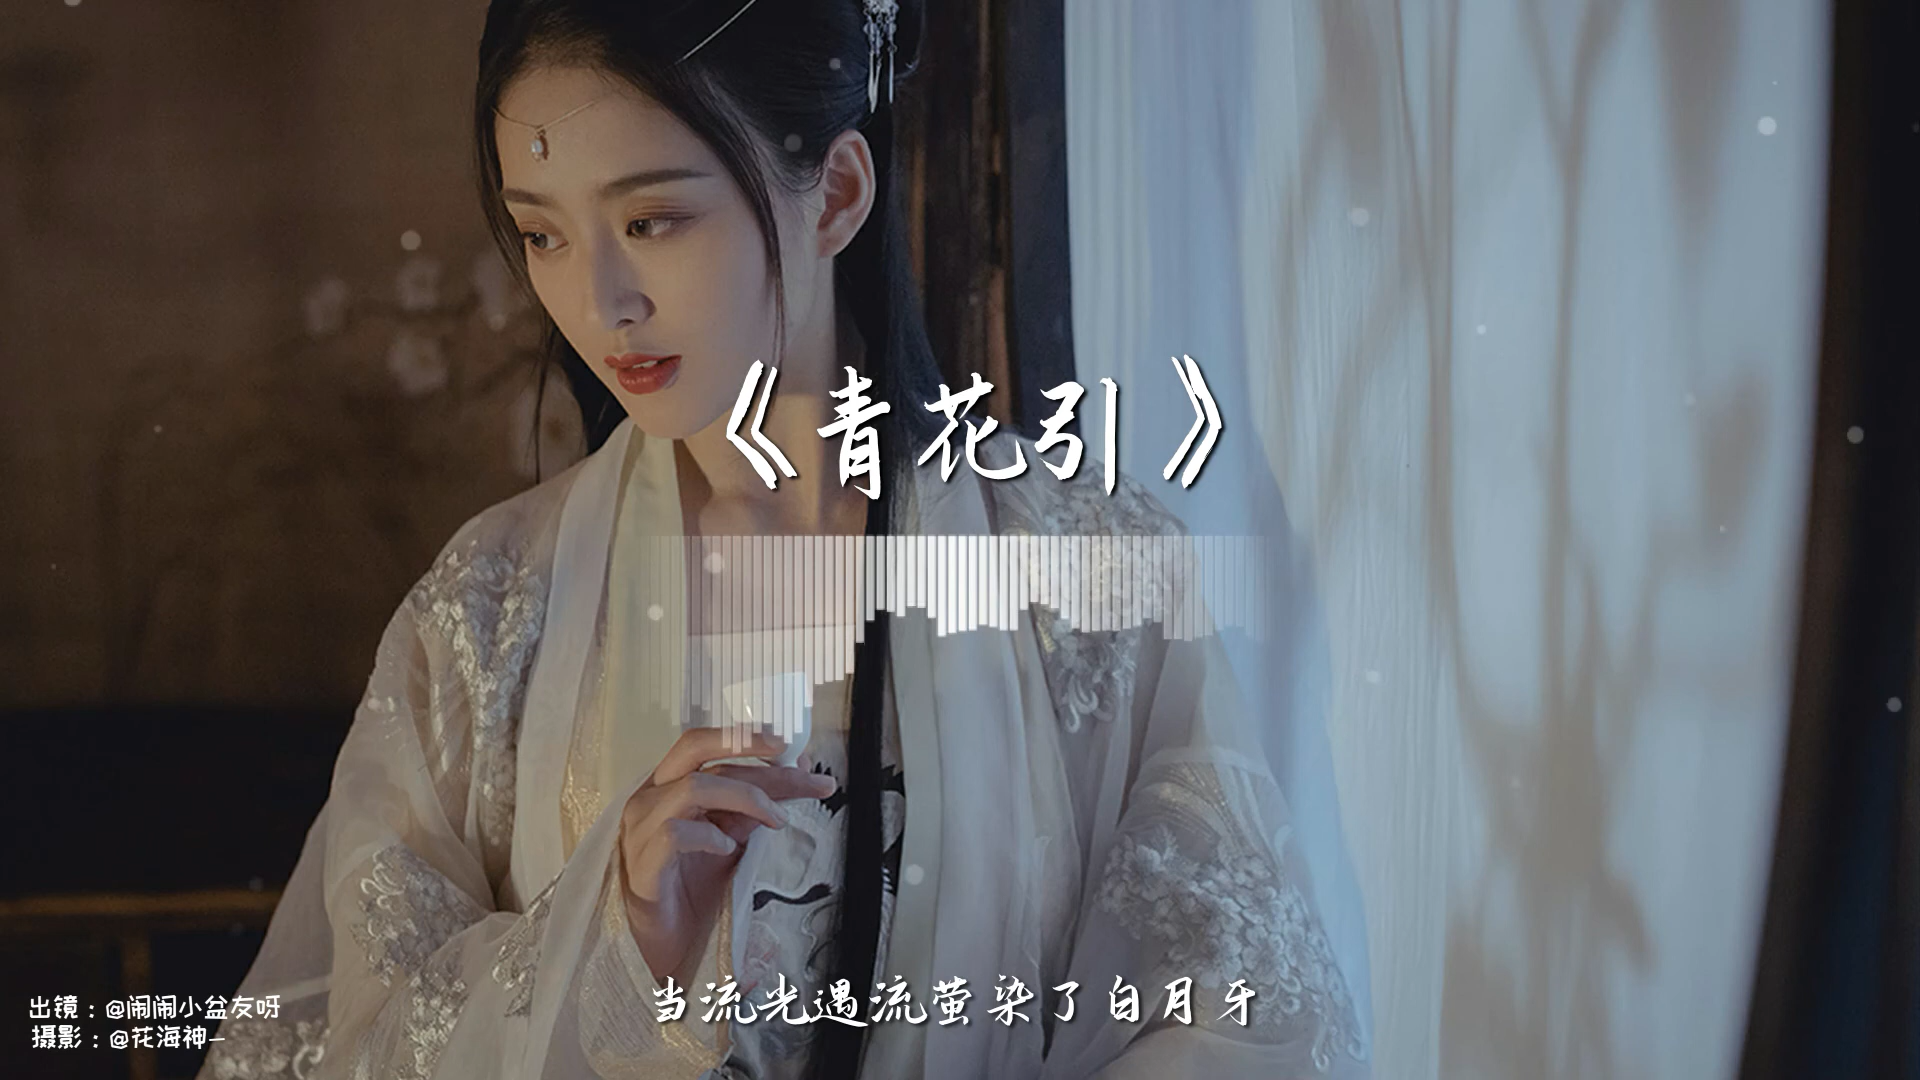 《青花引》
当流光遇流萤染了白月牙
出镜：@闹闹小盆友呀
摄影：@花海神—